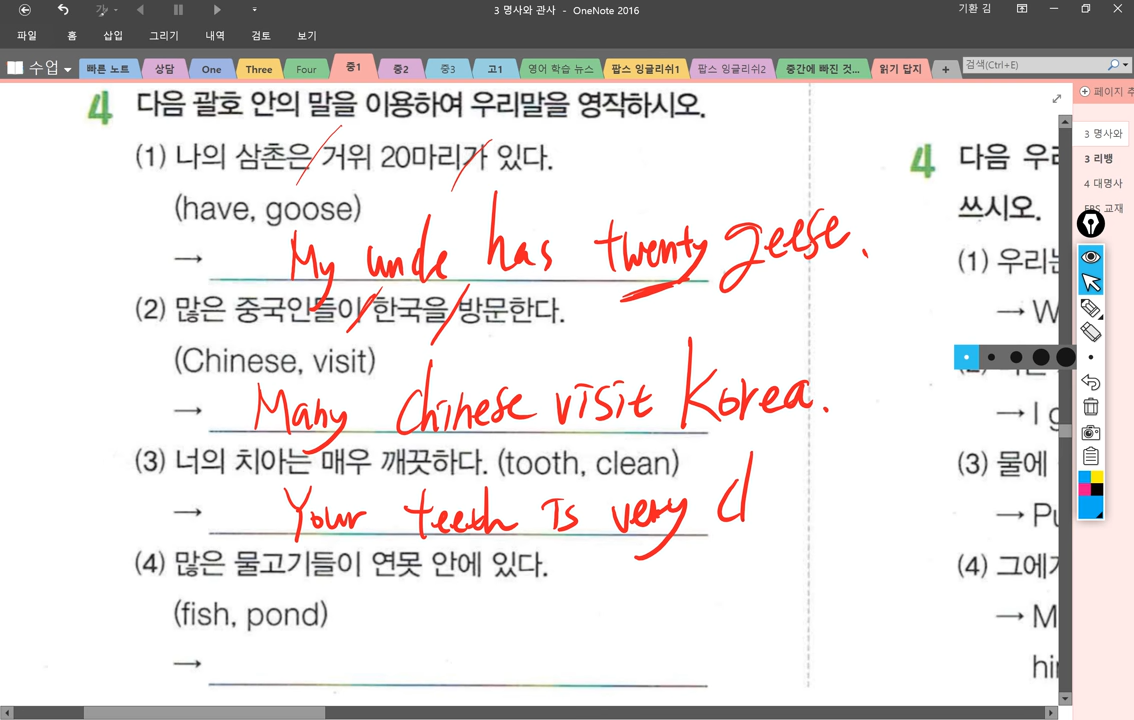 3 명사와 관사 - OneNote 2016
기환 김
파일 홈 삽입 그리기 내역 검토 보기
수업 빠른 노트 상담 One Three Four 중1 중2 중3 고1 영어 학습 뉴스 팝스 잉글리쉬1 팝스 잉글리쉬2 중간에 빠진 것... 읽기 답지 + 검색(Ctrl+E)
페이지 추
3 명사와
3 리뱅
4 대명사
EBS 교재
4 다음 괄호 안의 말을 이용하여 우리말을 영작하시오.
(1) 나의 삼촌은 거위 20마리가 있다.
(have, goose)
→ My uncle has twenty geese.
(2) 많은 중국인들이 한국을 방문한다.
(Chinese, visit)
→ Many Chinese visit Korea.
(3) 너의 치아는 매우 깨끗하다. (tooth, clean)
→ Your teeth is very cl
(4) 많은 물고기들이 연못 안에 있다.
(fish, pond)
→
4 다음 우리
쓰시오.
(1) 우리는
→ W
→ I g
(3) 물에
→ Pu
(4) 그에게
→ M
hi